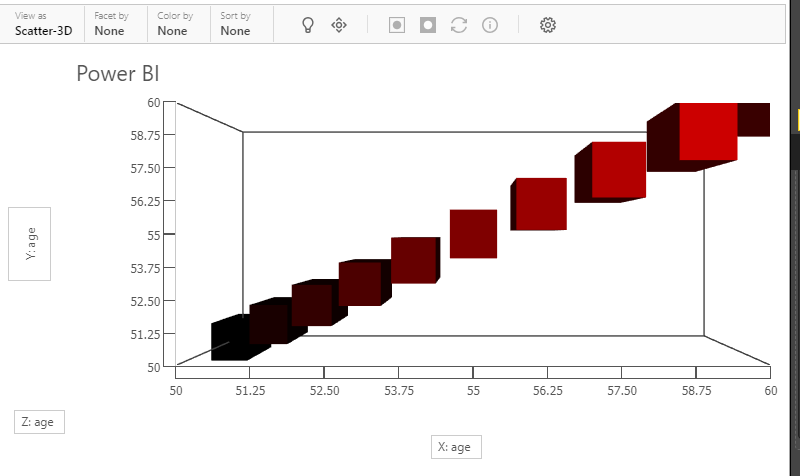 View as Facet by Color by Sort by
Scatter-3D None None None
Power BI
60
58.75
57.50
56.25
55
53.75
52.50
51.25
50
Y: age
50 51.25 52.50 53.75 55 56.25 57.50 58.75 60
Z: age
X: age